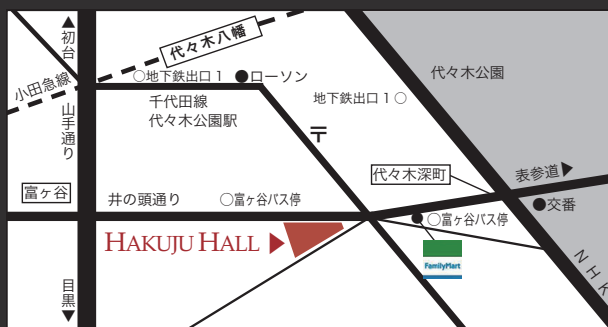 ▲初台
代々木八幡
小田急線
○地下鉄出口1
●ローソン
代々木公園
千代田線
代々木公園駅
地下鉄出口1○
山手通り
〒
代々木深町
表参道▶
富ヶ谷
井の頭通り
○富ヶ谷バス停
○富ヶ谷バス停
●交番
HAKUJU HALL ▶
FamilyMart
NHK
目黒▼